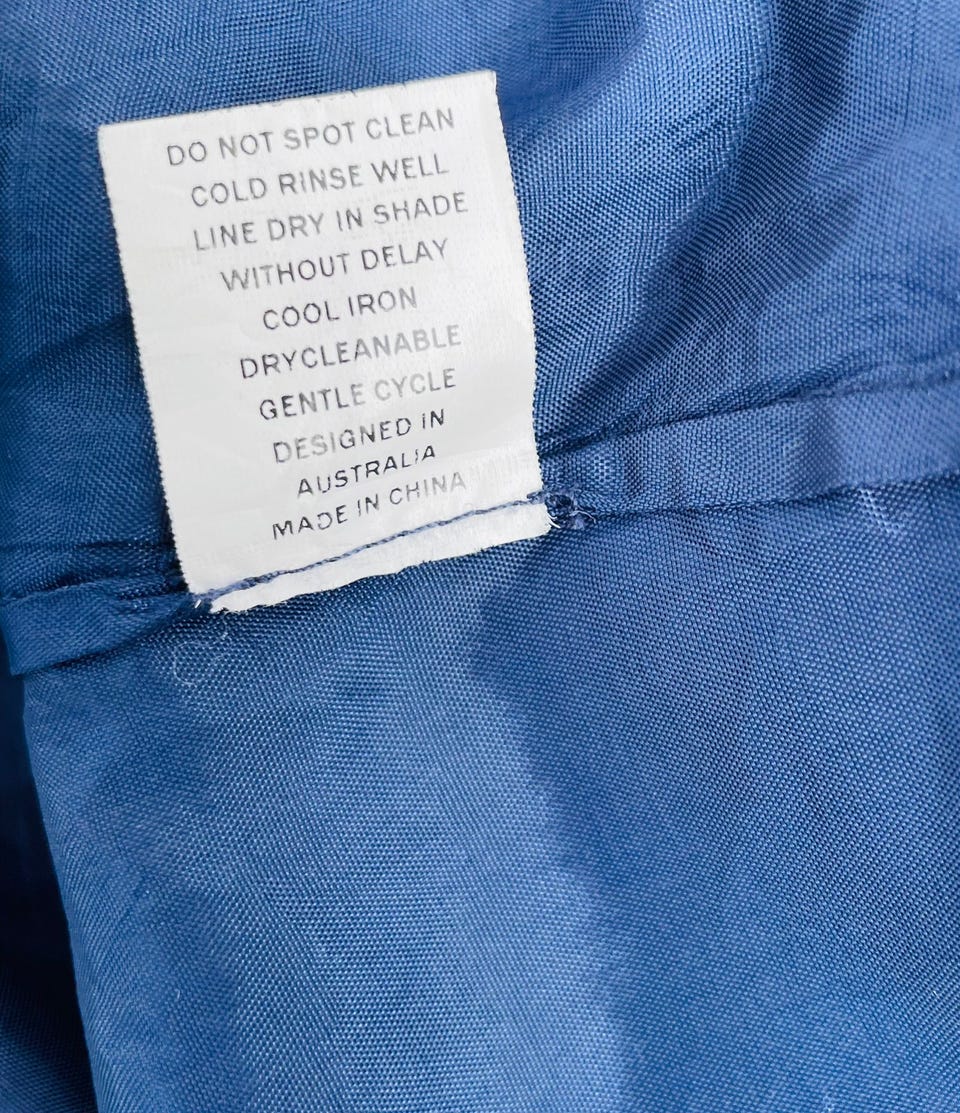 DO NOT SPOT CLEAN
COLD RINSE WELL
LINE DRY IN SHADE
WITHOUT DELAY
COOL IRON
DRYCLEANABLE
GENTLE CYCLE
DESIGNED IN
AUSTRALIA
MADE IN CHINA